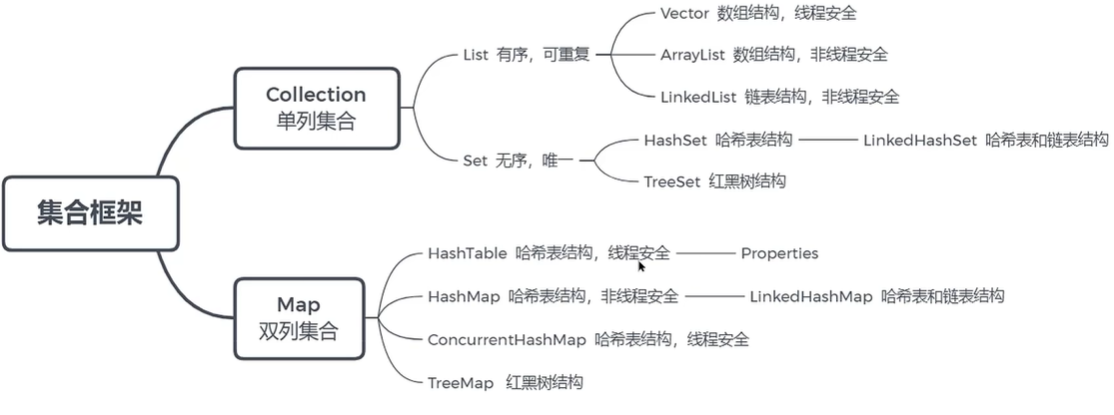 集合框架
Collection
单列集合
List 有序，可重复
Vector 数组结构，线程安全
ArrayList 数组结构，非线程安全
LinkedList 链表结构，非线程安全
Set 无序，唯一
HashSet 哈希表结构
LinkedHashSet 哈希表和链表结构
TreeSet 红黑树结构
Map
双列集合
HashTable 哈希表结构，线程安全
Properties
HashMap 哈希表结构，非线程安全
LinkedHashMap 哈希表和链表结构
ConcurrentHashMap 哈希表结构，线程安全
TreeMap 红黑树结构